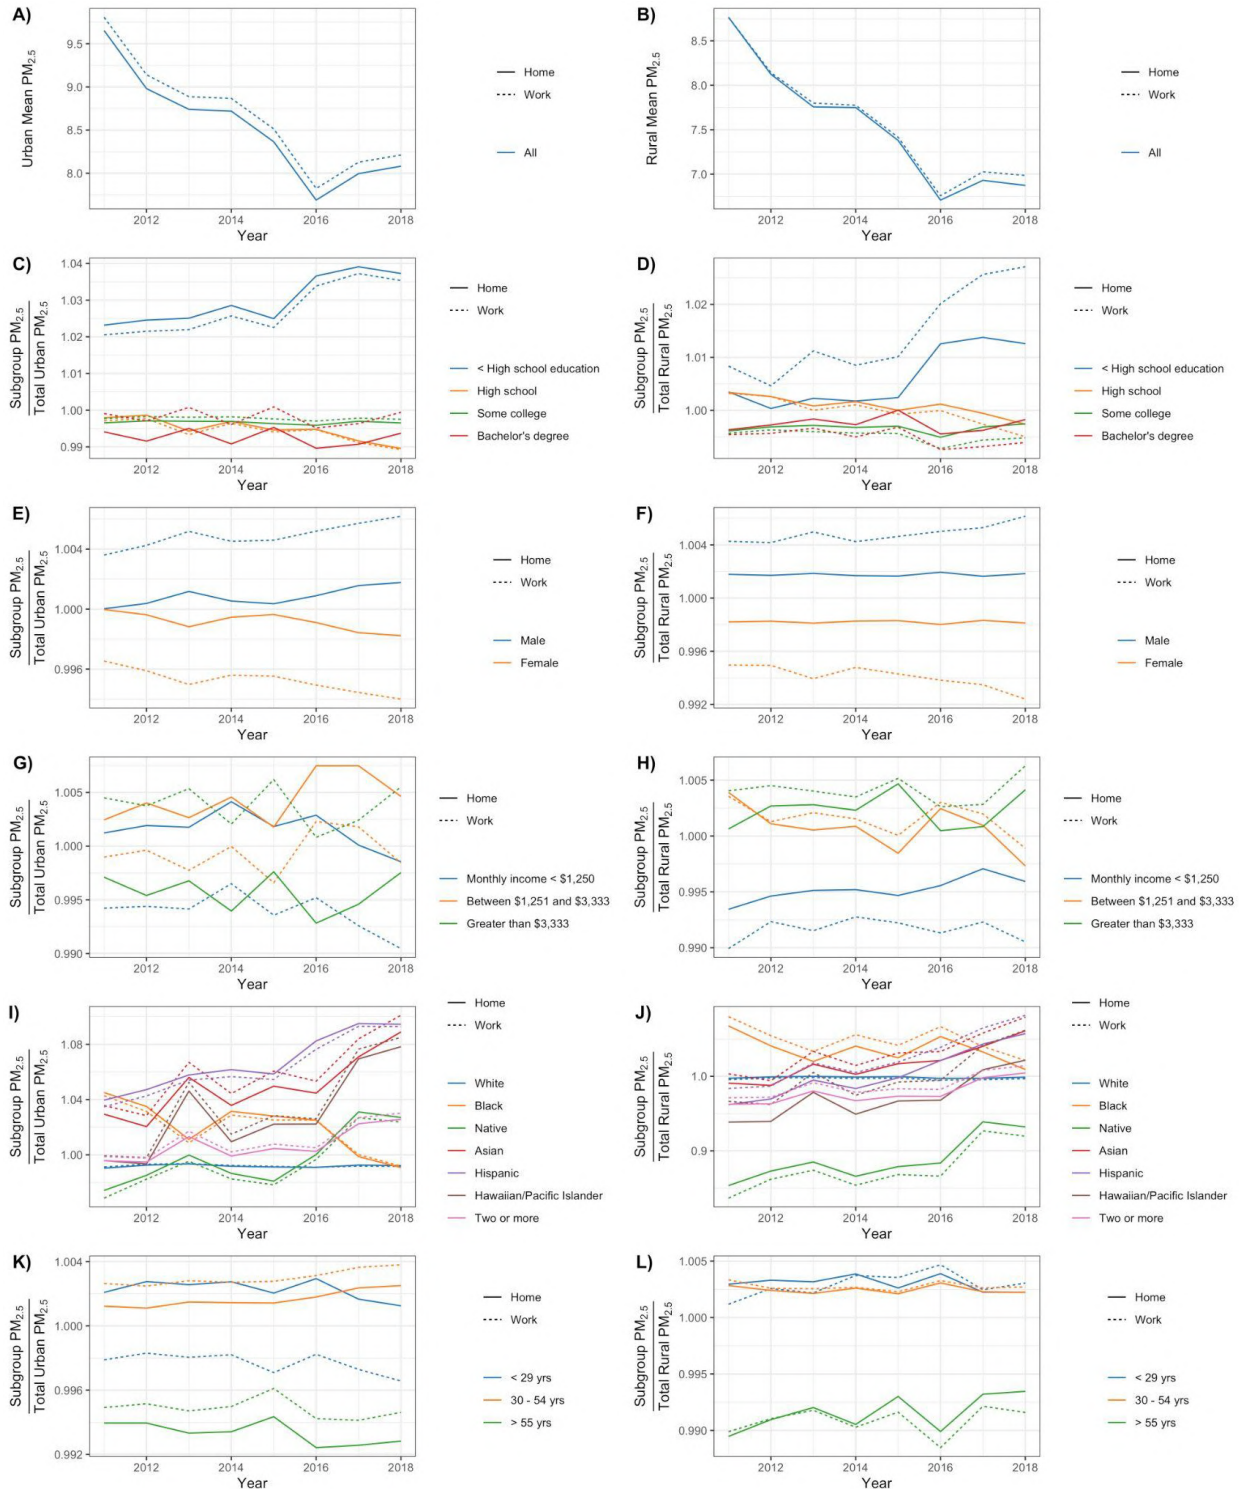 A)
Urban Mean PM2.5
9.5
9.0
8.5
8.0
2012 2014 2016 2018
Year
Home
Work
All
B)
Rural Mean PM2.5
8.5
8.0
7.5
7.0
2012 2014 2016 2018
Year
Home
Work
All
C)
Subgroup PM2.5
Total Urban PM2.5
1.04
1.03
1.02
1.01
1.00
0.99
2012 2014 2016 2018
Year
Home
Work
< High school education
High school
Some college
Bachelor's degree
D)
Subgroup PM2.5
Total Rural PM2.5
1.02
1.01
1.00
2012 2014 2016 2018
Year
Home
Work
< High school education
High school
Some college
Bachelor's degree
E)
Subgroup PM2.5
Total Urban PM2.5
1.004
1.000
0.996
2012 2014 2016 2018
Year
Home
Work
Male
Female
F)
Subgroup PM2.5
Total Rural PM2.5
1.004
1.000
0.996
0.992
2012 2014 2016 2018
Year
Home
Work
Male
Female
G)
Subgroup PM2.5
Total Urban PM2.5
1.005
1.000
0.995
0.990
2012 2014 2016 2018
Year
Home
Work
Monthly income < $1,250
Between $1,251 and $3,333
Greater than $3,333
H)
Subgroup PM2.5
Total Rural PM2.5
1.005
1.000
0.995
0.990
2012 2014 2016 2018
Year
Home
Work
Monthly income < $1,250
Between $1,251 and $3,333
Greater than $3,333
I)
Subgroup PM2.5
Total Urban PM2.5
1.08
1.04
1.00
2012 2014 2016 2018
Year
Home
Work
White
Black
Native
Asian
Hispanic
Hawaiian/Pacific Islander
Two or more
J)
Subgroup PM2.5
Total Rural PM2.5
1.0
0.9
2012 2014 2016 2018
Year
Home
Work
White
Black
Native
Asian
Hispanic
Hawaiian/Pacific Islander
Two or more
K)
Subgroup PM2.5
Total Urban PM2.5
1.004
1.000
0.996
0.992
2012 2014 2016 2018
Year
Home
Work
< 29 yrs
30 - 54 yrs
> 55 yrs
L)
Subgroup PM2.5
Total Rural PM2.5
1.005
1.000
0.995
0.990
2012 2014 2016 2018
Year
Home
Work
< 29 yrs
30 - 54 yrs
> 55 yrs